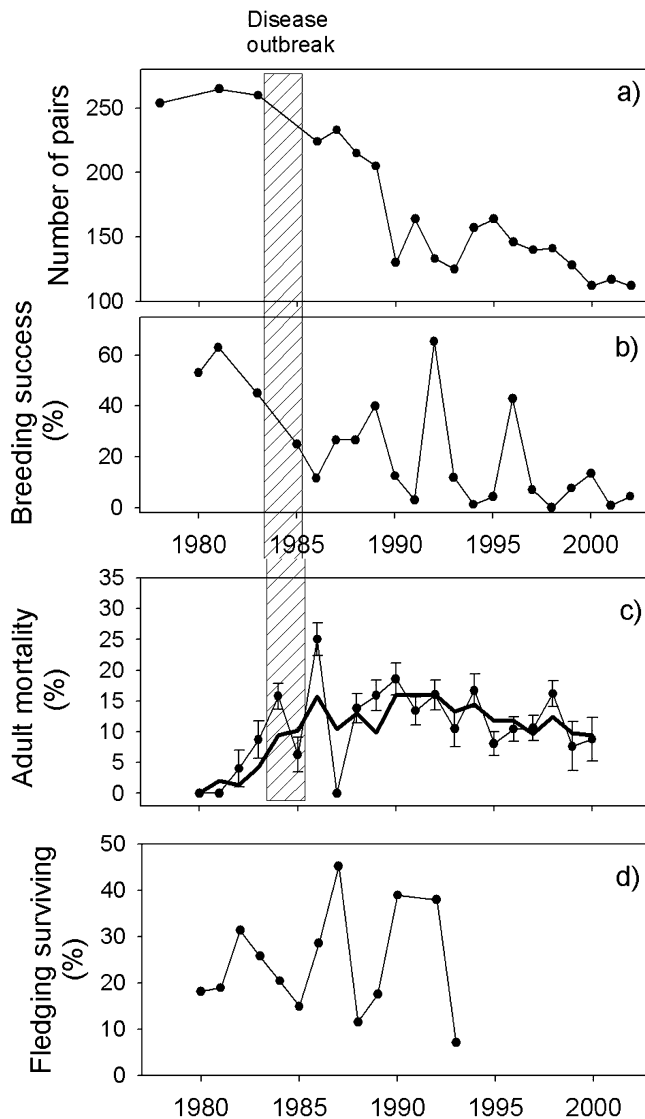 Disease
outbreak
a)
Number of pairs
250
200
150
100
b)
Breeding success
(%)
60
40
20
0
1980 1985 1990 1995 2000
c)
Adult mortality
(%)
35
30
25
20
15
10
5
0
d)
Fledging surviving
(%)
50
40
30
20
10
0
1980 1985 1990 1995 2000